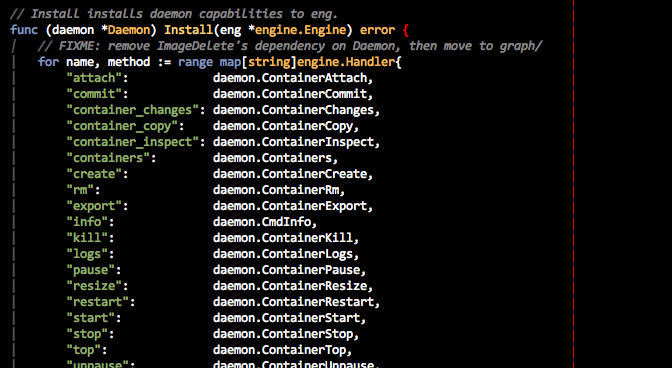 // Install installs daemon capabilities to eng.
func (daemon *Daemon) Install(eng *engine.Engine) error {
// FIXME: remove ImageDelete's dependency on Daemon, then move to graph/
for name, method := range map[string]engine.Handler{
"attach": daemon.ContainerAttach,
"commit": daemon.ContainerCommit,
"container_changes": daemon.ContainerChanges,
"container_copy": daemon.ContainerCopy,
"container_inspect": daemon.ContainerInspect,
"containers": daemon.Containers,
"create": daemon.ContainerCreate,
"rm": daemon.ContainerRm,
"export": daemon.ContainerExport,
"info": daemon.CmdInfo,
"kill": daemon.ContainerKill,
"logs": daemon.ContainerLogs,
"pause": daemon.ContainerPause,
"resize": daemon.ContainerResize,
"restart": daemon.ContainerRestart,
"start": daemon.ContainerStart,
"stop": daemon.ContainerStop,
"top": daemon.ContainerTop,
"unpause": daemon.ContainerUnpause,